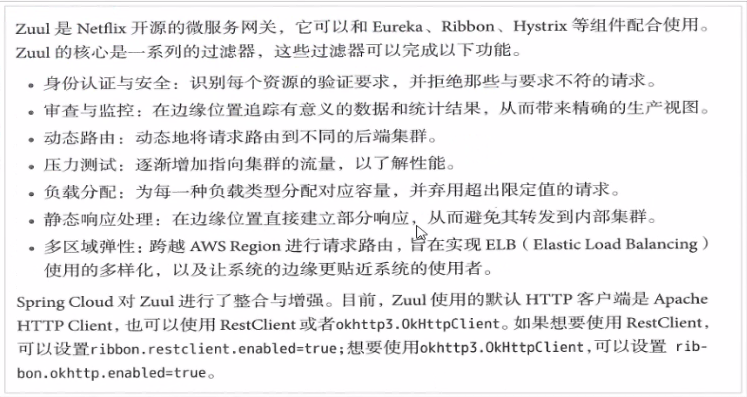 Zuul 是 Netflix 开源的微服务网关，它可以和 Eureka、Ribbon、Hystrix 等组件配合使用。
Zuul 的核心是一系列的过滤器，这些过滤器可以完成以下功能。
• 身份认证与安全：识别每个资源的验证要求，并拒绝那些与要求不符的请求。
• 审查与监控：在边缘位置追踪有意义的数据和统计结果，从而带来精确的生产视图。
• 动态路由：动态地将请求路由到不同的后端集群。
• 压力测试：逐渐增加指向集群的流量，以了解性能。
• 负载分配：为每一种负载类型分配对应容量，并弃用超出限定值的请求。
• 静态响应处理：在边缘位置直接建立部分响应，从而避免其转发到内部集群。
• 多区域弹性：跨越 AWS Region 进行请求路由，旨在实现 ELB（Elastic Load Balancing）
使用的多样化，以及让系统的边缘更贴近系统的使用者。
Spring Cloud 对 Zuul 进行了整合与增强。目前，Zuul 使用的默认 HTTP 客户端是 Apache
HTTP Client，也可以使用 RestClient 或者okhttp3.OkHttpClient。如果想要使用 RestClient，
可以设置ribbon.restclient.enabled=true；想要使用okhttp3.OkHttpClient，可以设置 rib-
bon.okhttp.enabled=true。